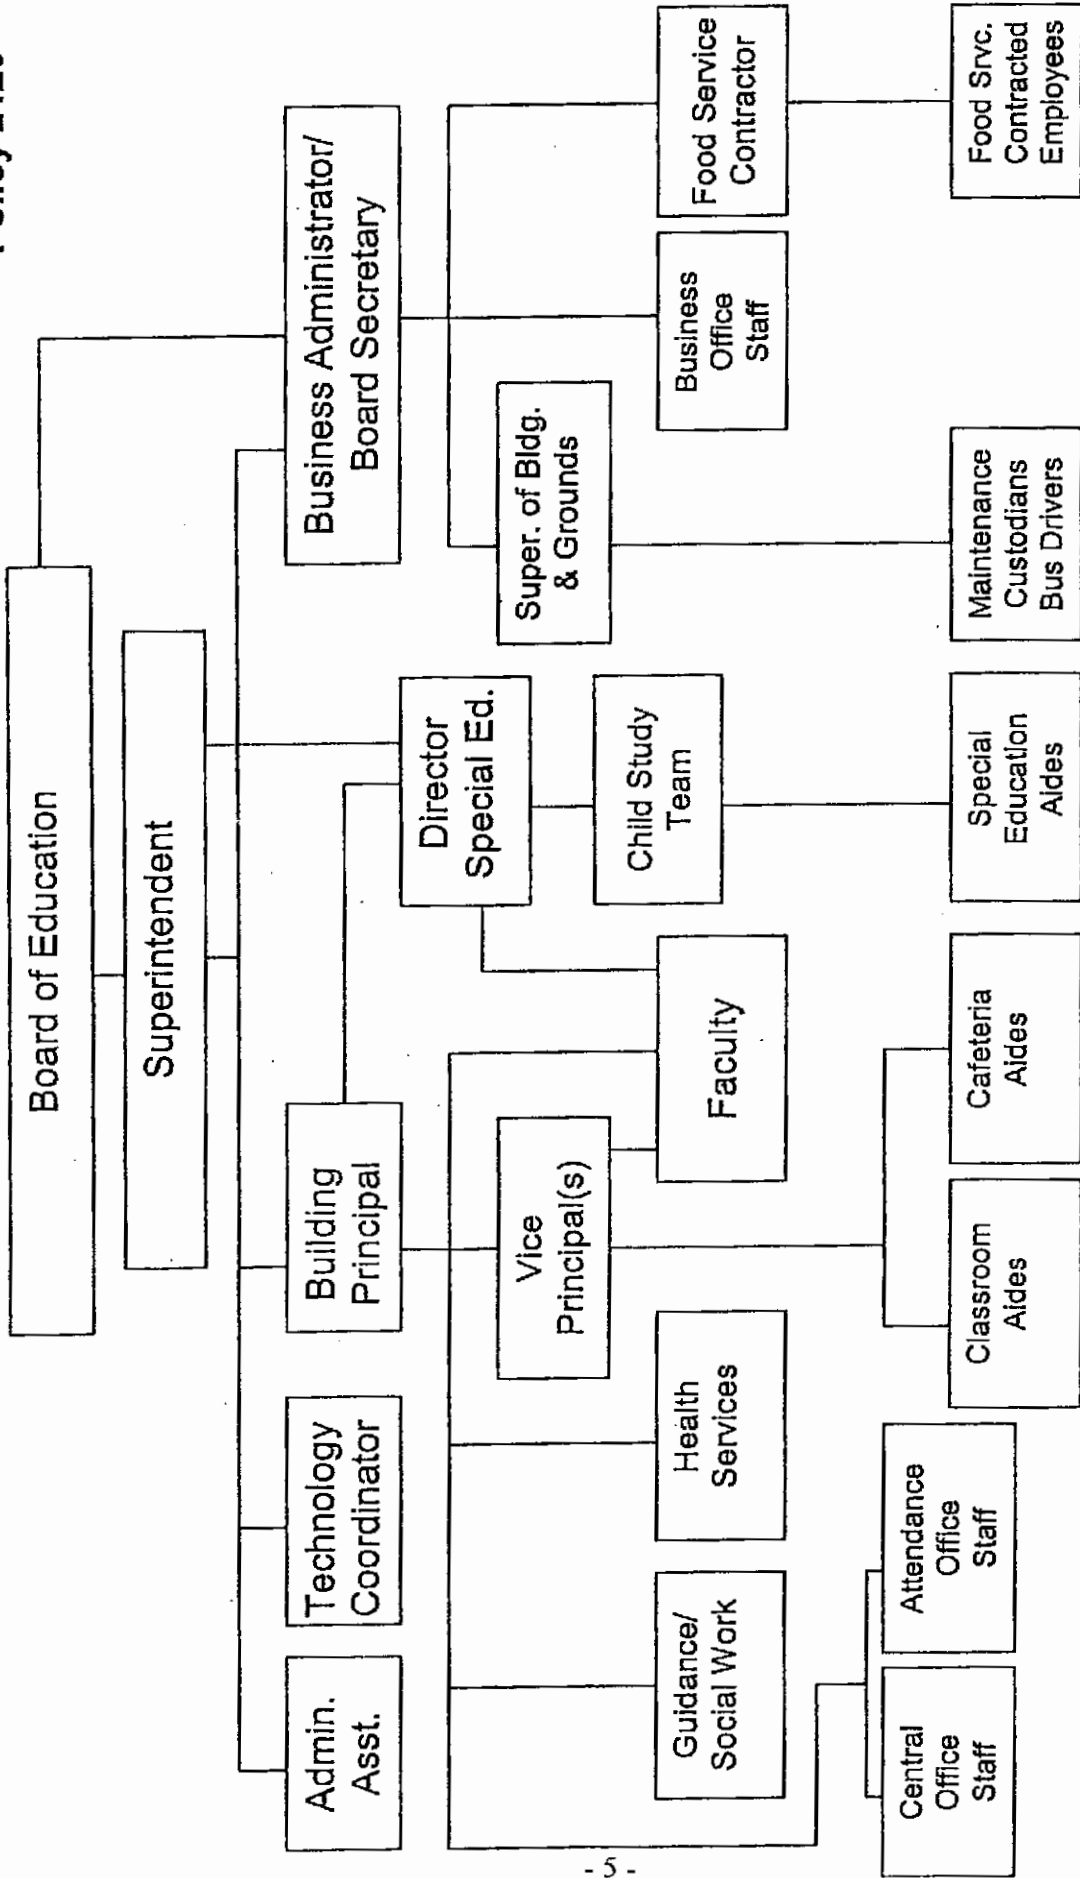 Board of Education
Superintendent
Admin.
Asst.
Technology
Coordinator
Building
Principal
Business Administrator/
Board Secretary
Director
Special Ed.
Vice
Principal(s)
Super. of Bldg.
& Grounds
Child Study
Team
Guidance/
Social Work
Health
Services
Faculty
Business
Office
Staff
Food Service
Contractor
Central
Office
Staff
Attendance
Office
Staff
Classroom
Aides
Cafeteria
Aides
Special
Education
Aides
Maintenance
Custodians
Bus Drivers
Food Srvc.
Contracted
Employees
- 5 -